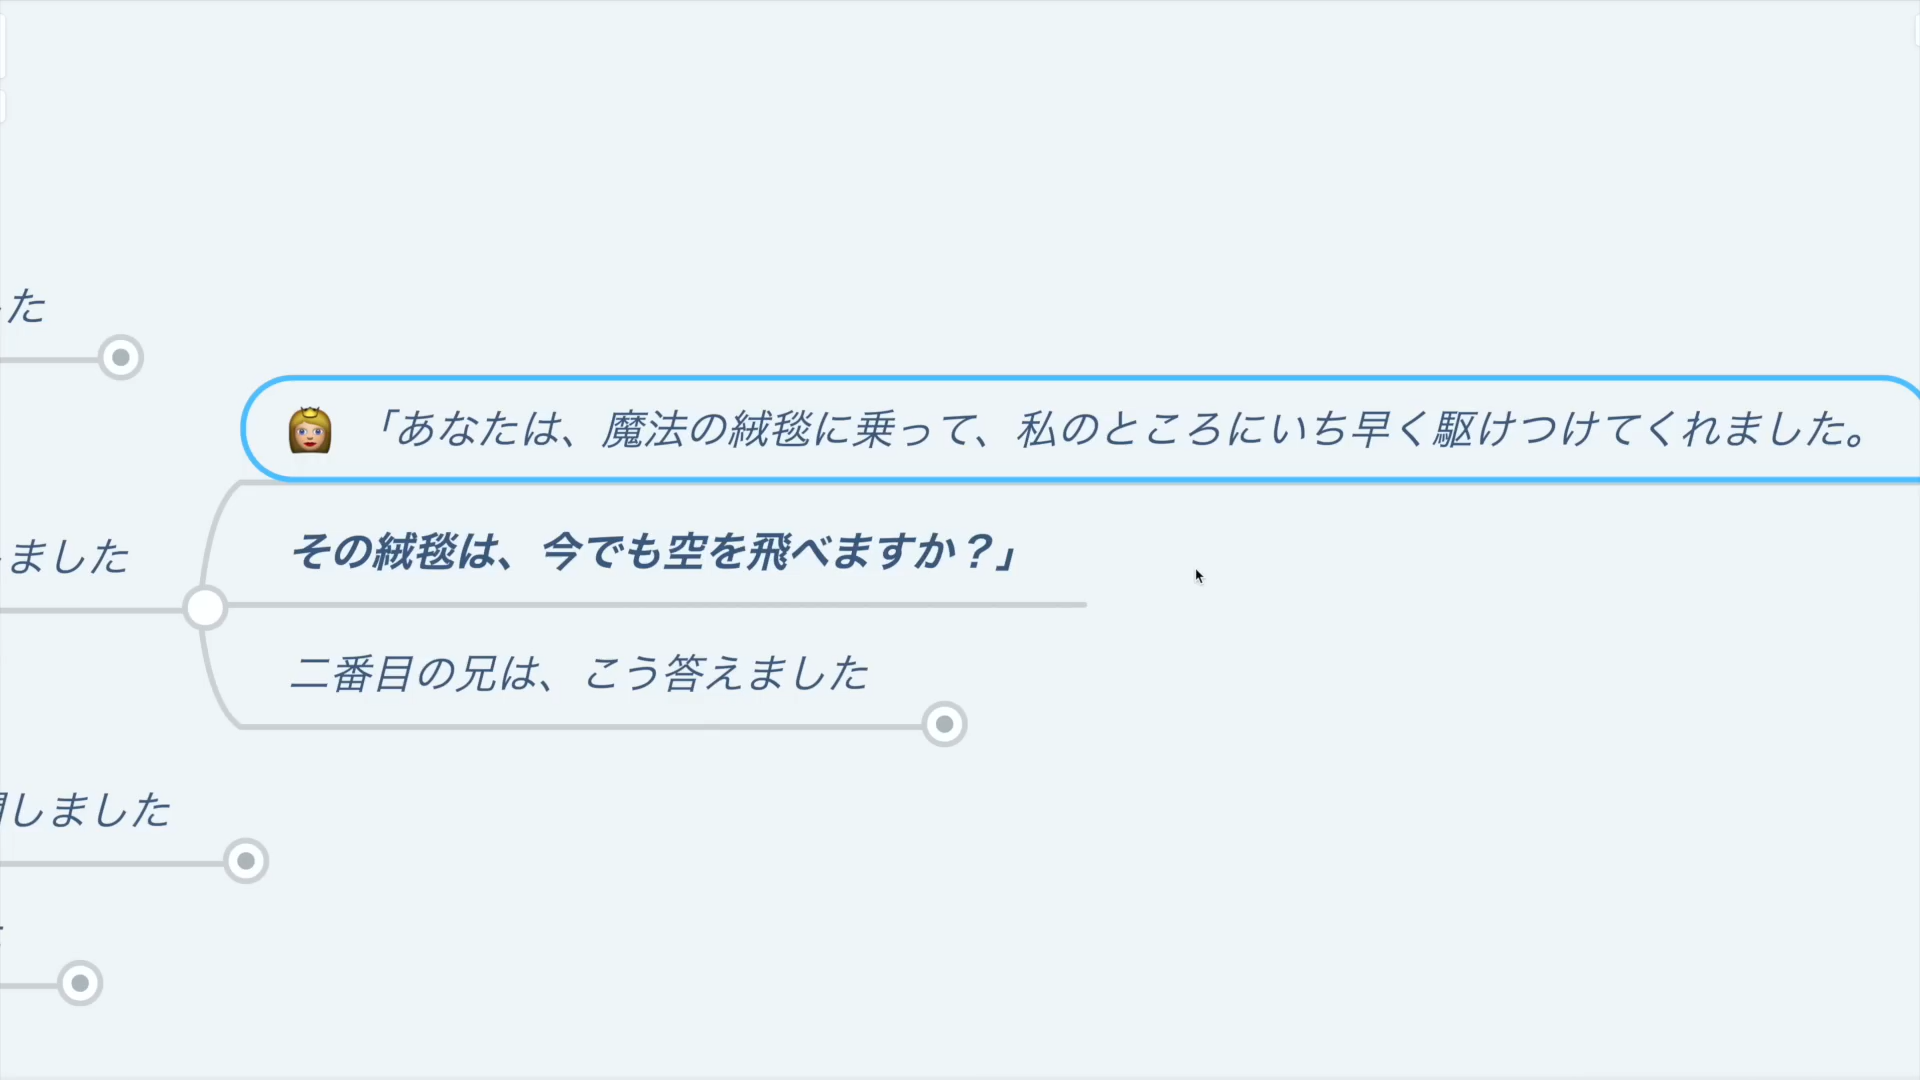 した
「あなたは、魔法の絨毯に乗って、私のところにいち早く駆けつけてくれました。
その絨毯は、今でも空を飛べますか？」
ました
二番目の兄は、こう答えました
しました